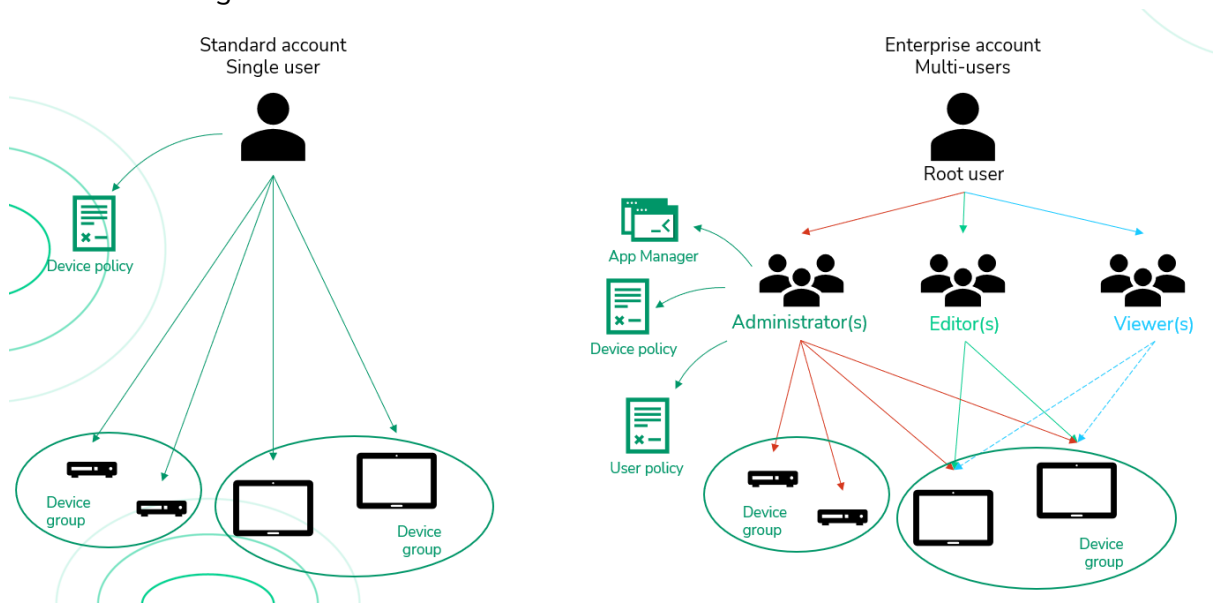 Standard account
Single user
Device policy
Device
group
Device
group
Enterprise account
Multi-users
Root user
App Manager
Administrator(s)
Editor(s)
Viewer(s)
Device policy
User policy
Device
group
Device
group